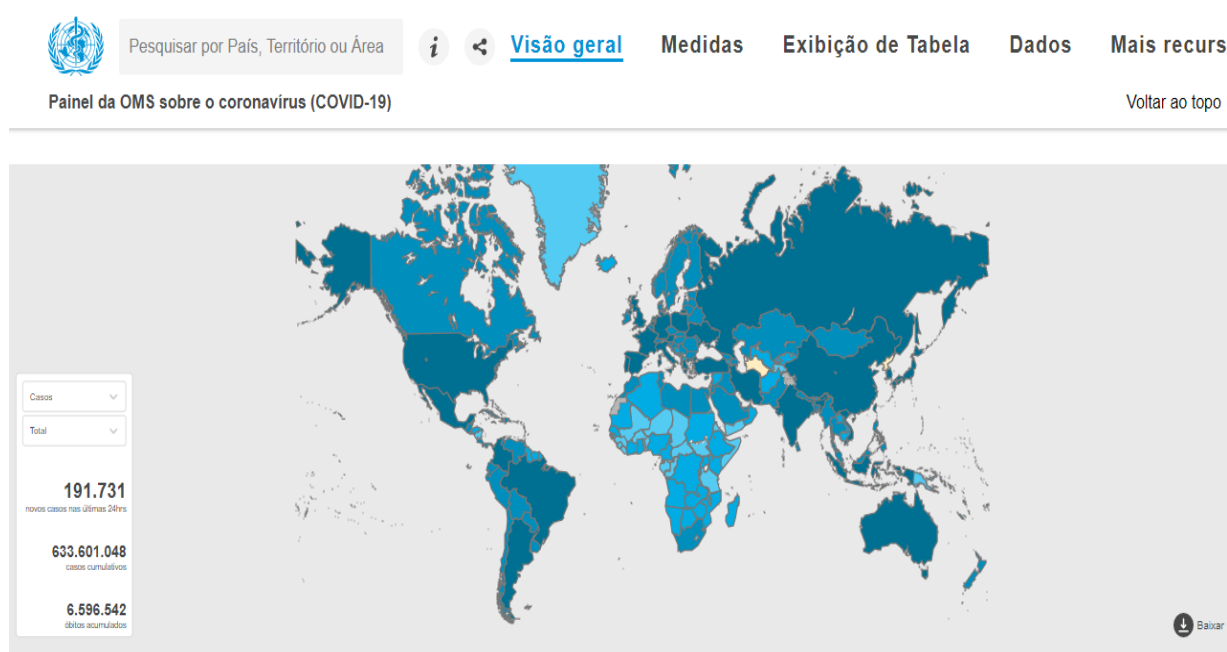 Pesquisar por País, Território ou Área
i
Visão geral
Medidas
Exibição de Tabela
Dados
Mais recurs
Painel da OMS sobre o coronavírus (COVID-19)
Voltar ao topo
Casos
Total
191.731
novos casos nas últimas 24hrs
633.601.048
casos cumulativos
6.596.542
óbitos acumulados
Baixar